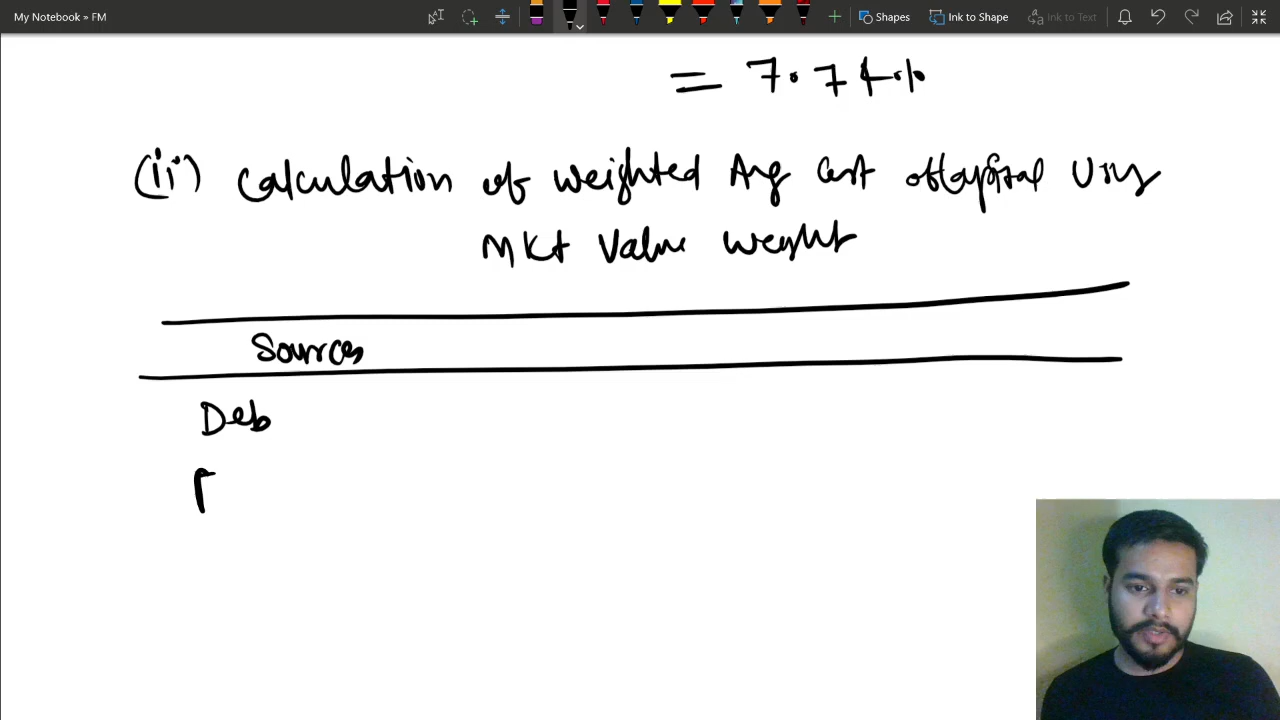 My Notebook » FM
Shapes
Ink to Shape
Ink to Text
= 7.74%
(ii) Calculation of weighted Avg Cost of Capital Using
Mkt Value weight
Sources
Deb